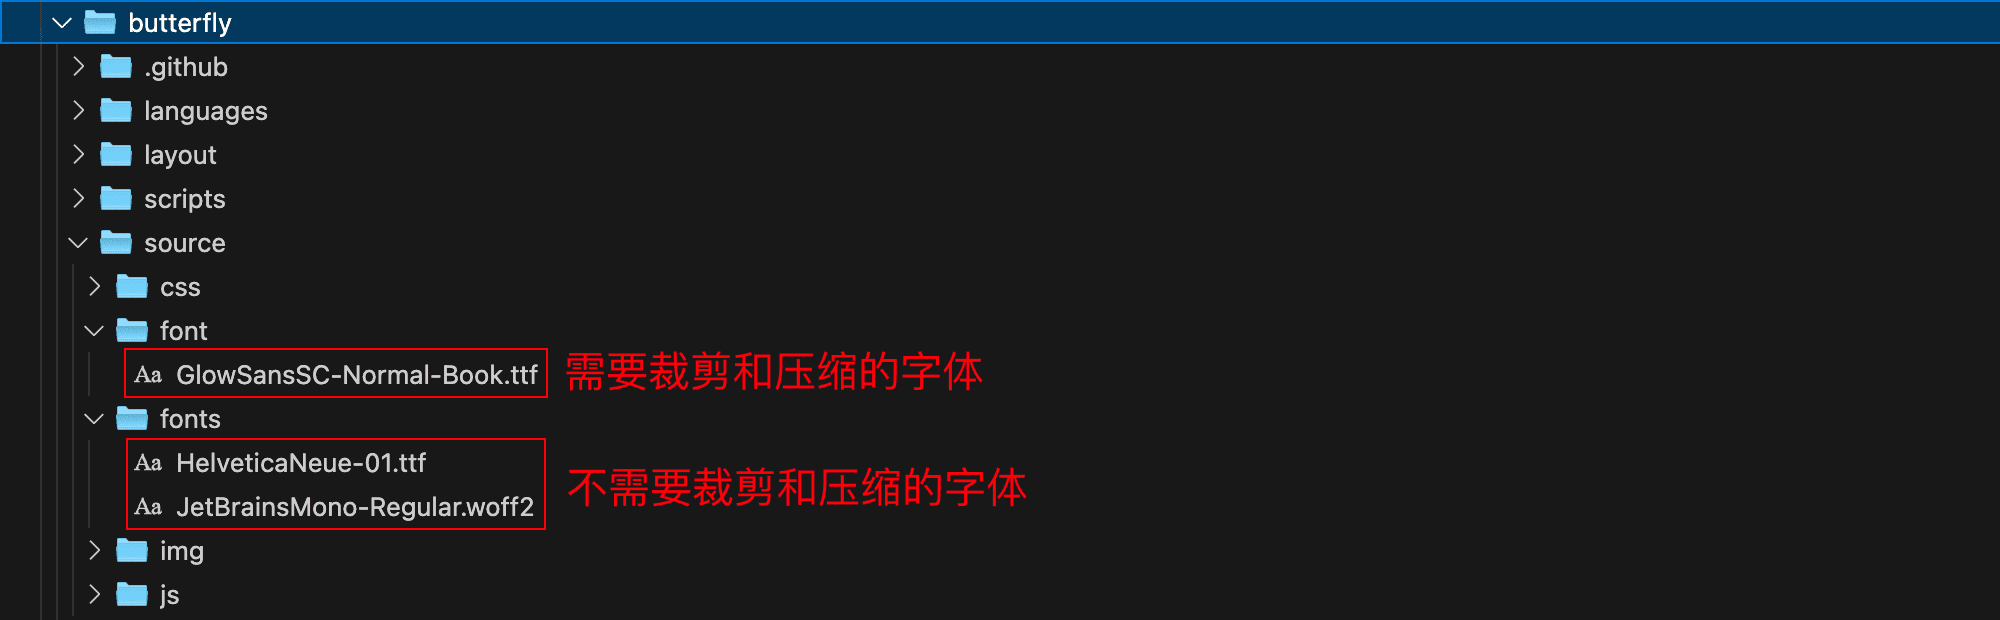 butterfly
.github
languages
layout
scripts
source
css
font
Aa GlowSansSC-Normal-Book.ttf 需要裁剪和压缩的字体
fonts
Aa HelveticaNeue-01.ttf
不需要裁剪和压缩的字体
Aa JetBrainsMono-Regular.woff2
img
js